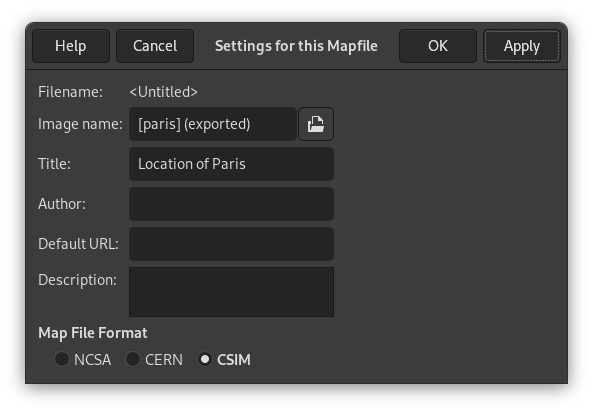 Help Cancel Settings for this Mapfile OK Apply
Filename: <Untitled>
Image name: [paris] (exported)
Title: Location of Paris
Author:
Default URL:
Description:
Map File Format
NCSA CERN CSIM